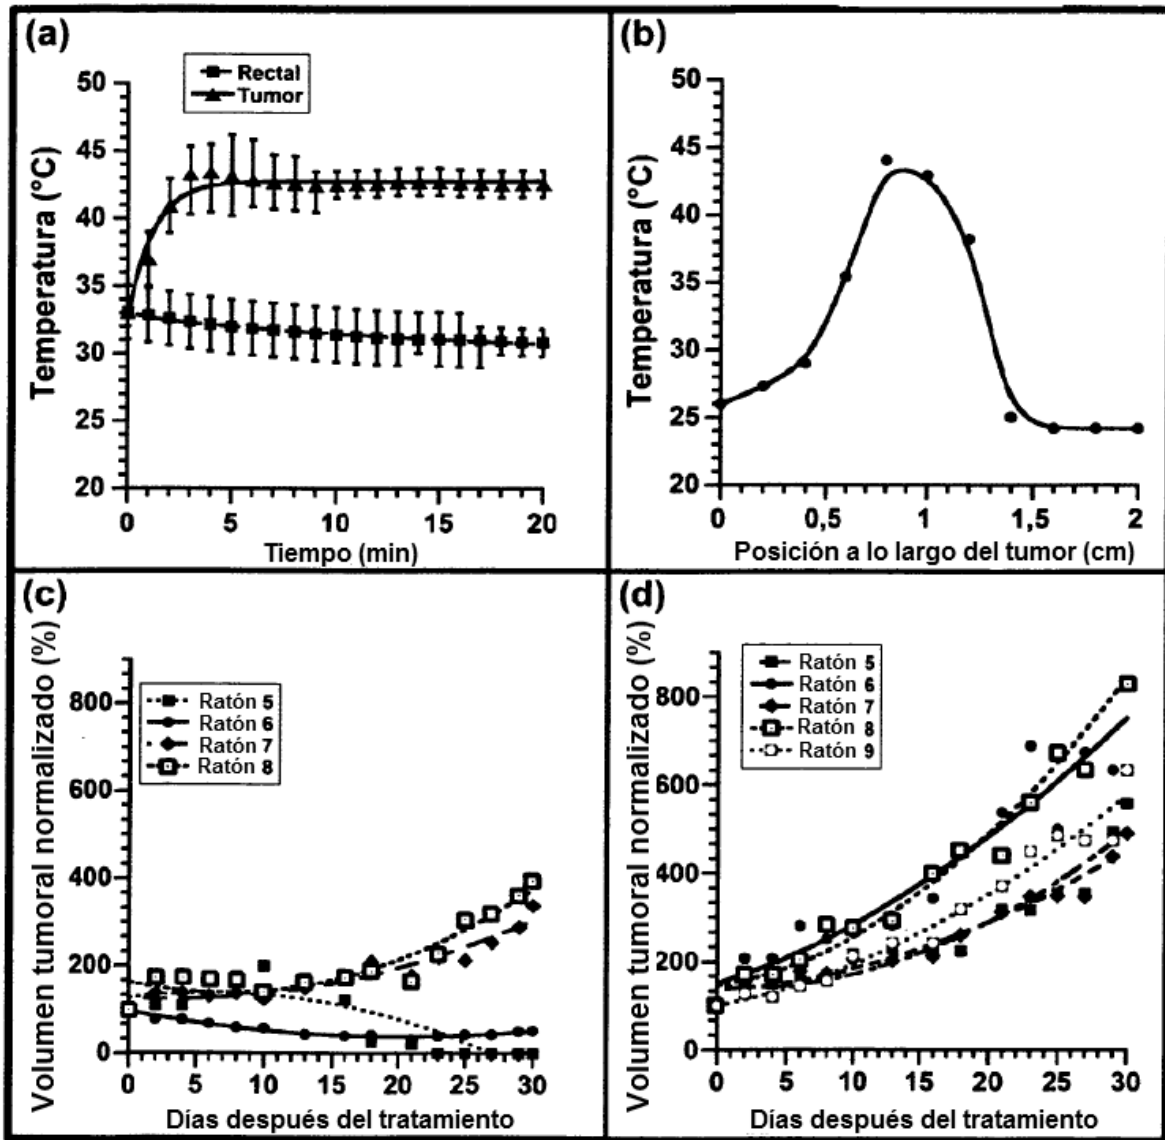 (a)
Rectal
Tumor
Temperatura (°C)
50
45
40
35
30
25
20
0 5 10 15 20
Tiempo (min)
(b)
Temperatura (°C)
50
45
40
35
30
25
20
0 0,5 1 1,5 2
Posición a lo largo del tumor (cm)
(c)
Volumen tumoral normalizado (%)
Ratón 5
Ratón 6
Ratón 7
Ratón 8
800
600
400
200
0
0 5 10 15 20 25 30
Días después del tratamiento
(d)
Volumen tumoral normalizado (%)
Ratón 5
Ratón 6
Ratón 7
Ratón 8
Ratón 9
800
600
400
200
0
0 5 10 15 20 25 30
Días después del tratamiento